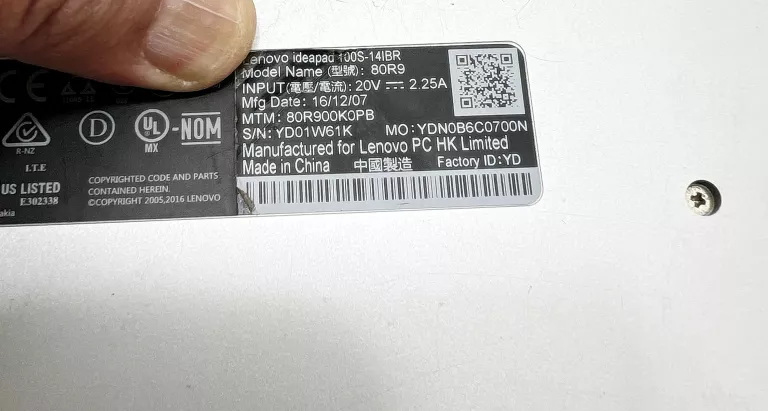 Lenovo ideapad 100S-14IBR
Model Name (型號): 80R9
INPUT(電壓/電流): 20V ⎓ 2.25A
Mfg Date: 16/12/07
MTM: 80R900K0PB
S/N: YD01W61K MO: YDN0B6C0700N
Manufactured for Lenovo PC HK Limited
Made in China 中國製造 Factory ID: YD
R-NZ
D
UL
MX
-NOM
I.T.E
US LISTED
E302338
CONTAINED HEREIN.
RECORDED CODE AND PARTS
©COPYRIGHT 2005,2016 LENOVO